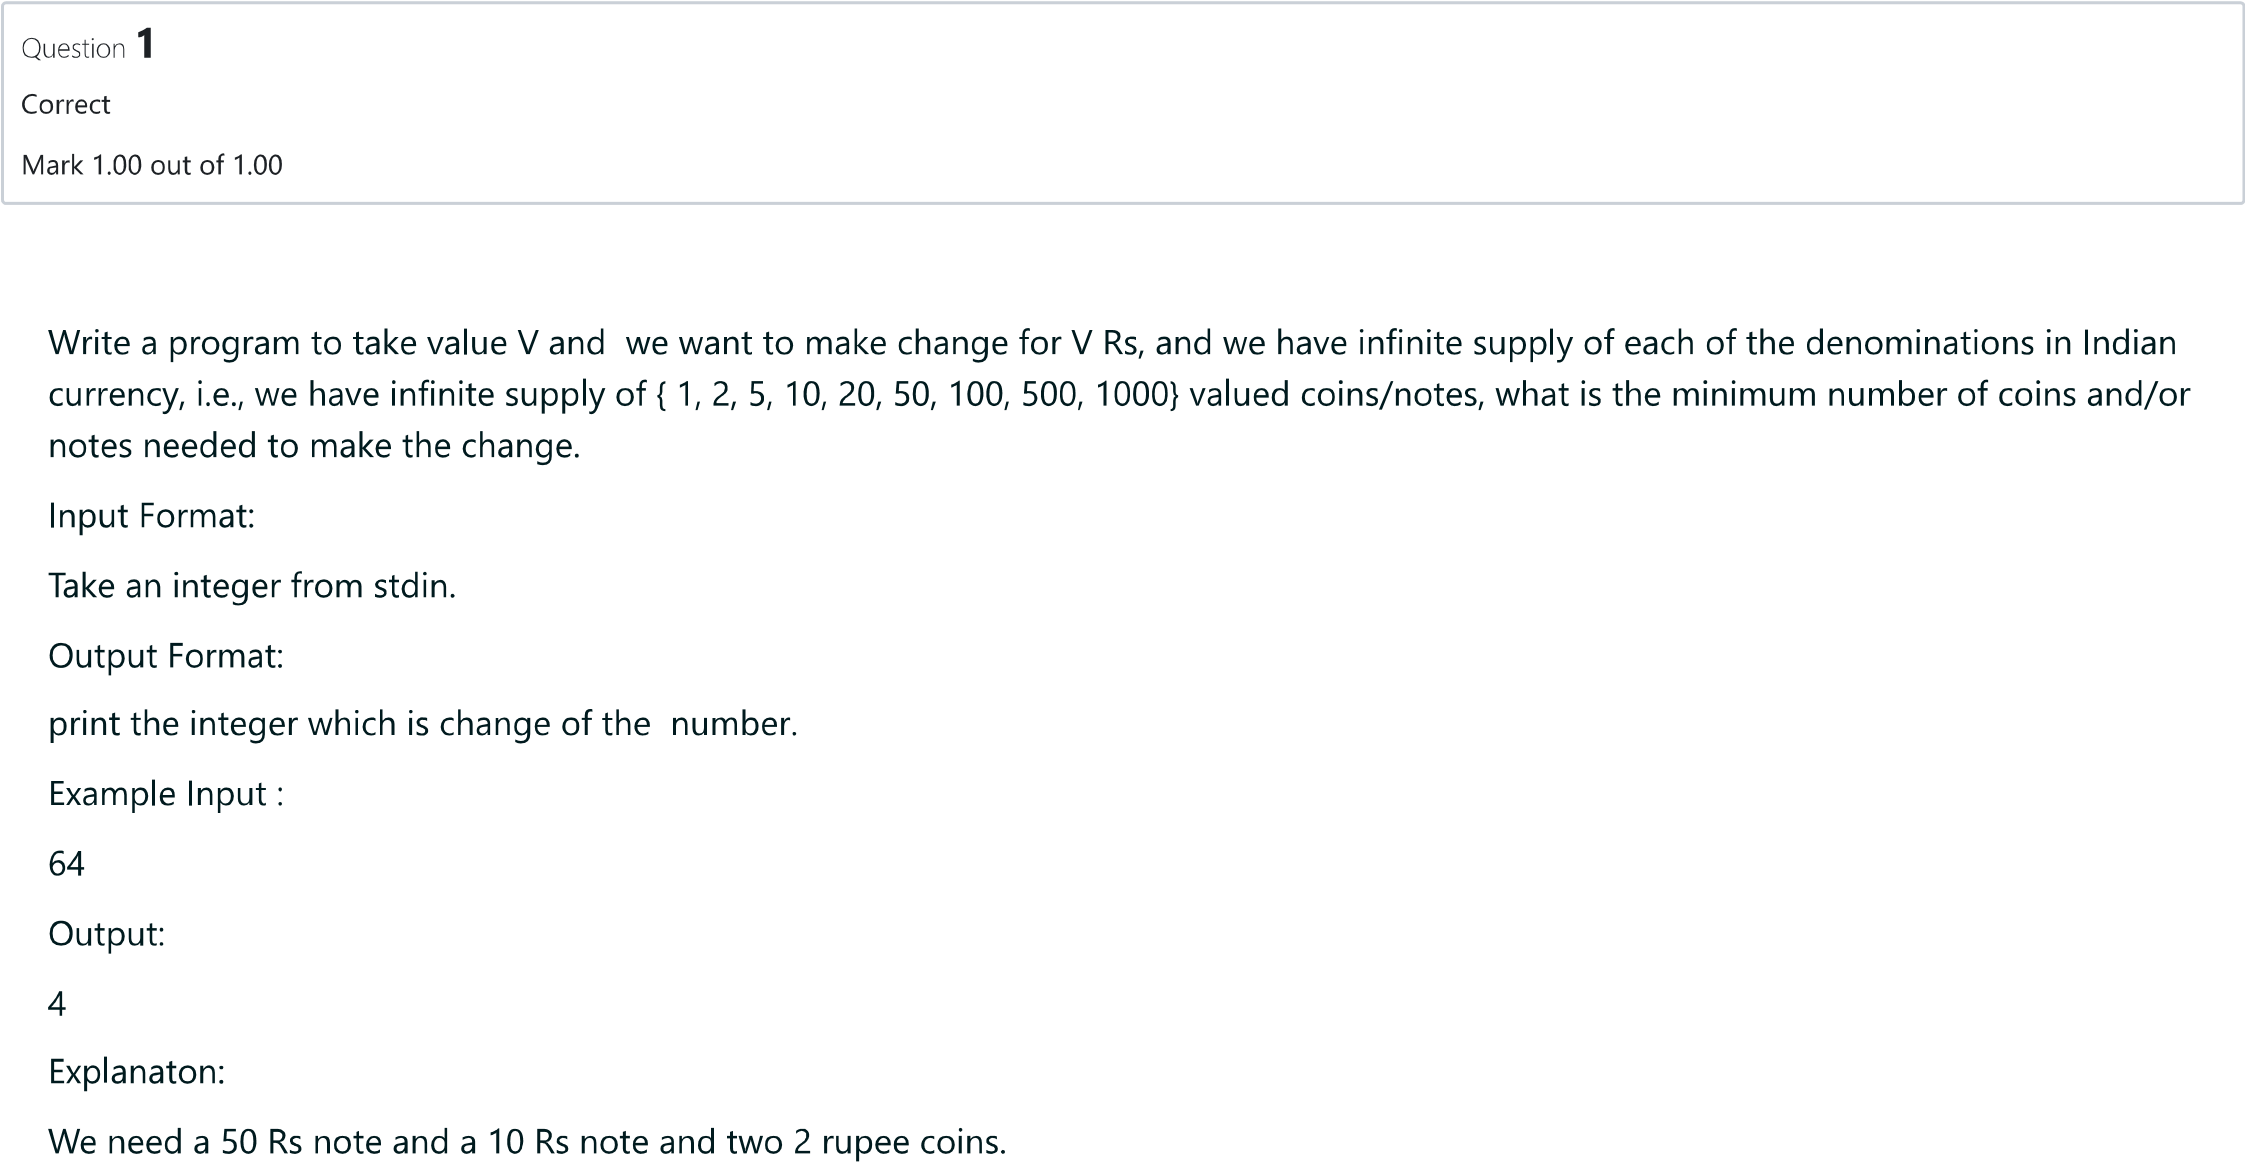 Question 1
Correct
Mark 1.00 out of 1.00
Write a program to take value V and  we want to make change for V Rs, and we have infinite supply of each of the denominations in Indian
currency, i.e., we have infinite supply of { 1, 2, 5, 10, 20, 50, 100, 500, 1000} valued coins/notes, what is the minimum number of coins and/or
notes needed to make the change.
Input Format:
Take an integer from stdin.
Output Format:
print the integer which is change of the  number.
Example Input :
64
Output:
4
Explanaton:
We need a 50 Rs note and a 10 Rs note and two 2 rupee coins.